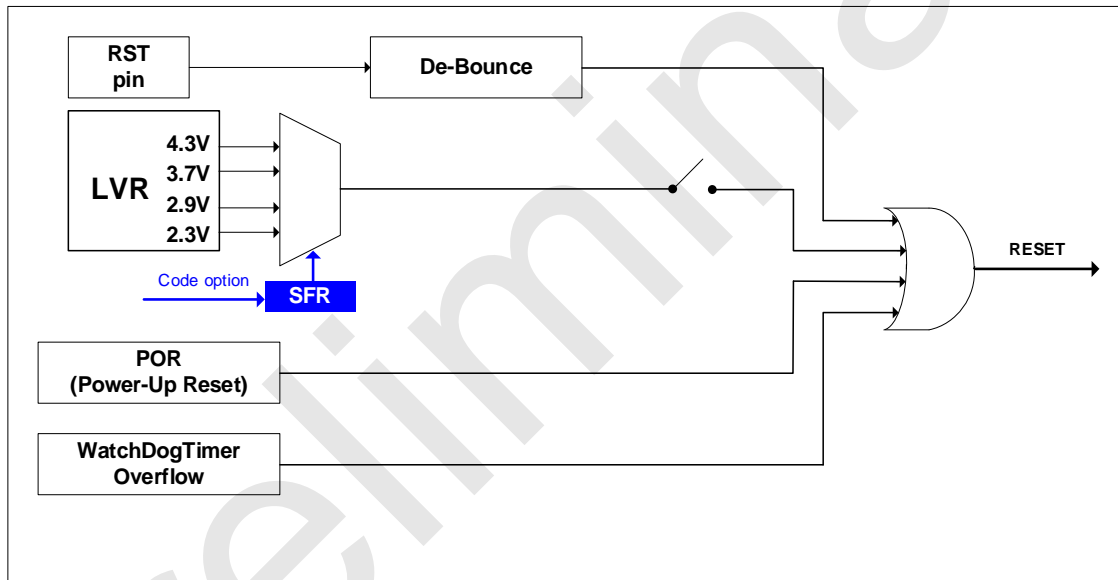 RST
pin
De-Bounce
LVR
4.3V
3.7V
2.9V
2.3V
Code option
SFR
RESET
POR
(Power-Up Reset)
WatchDogTimer
Overflow